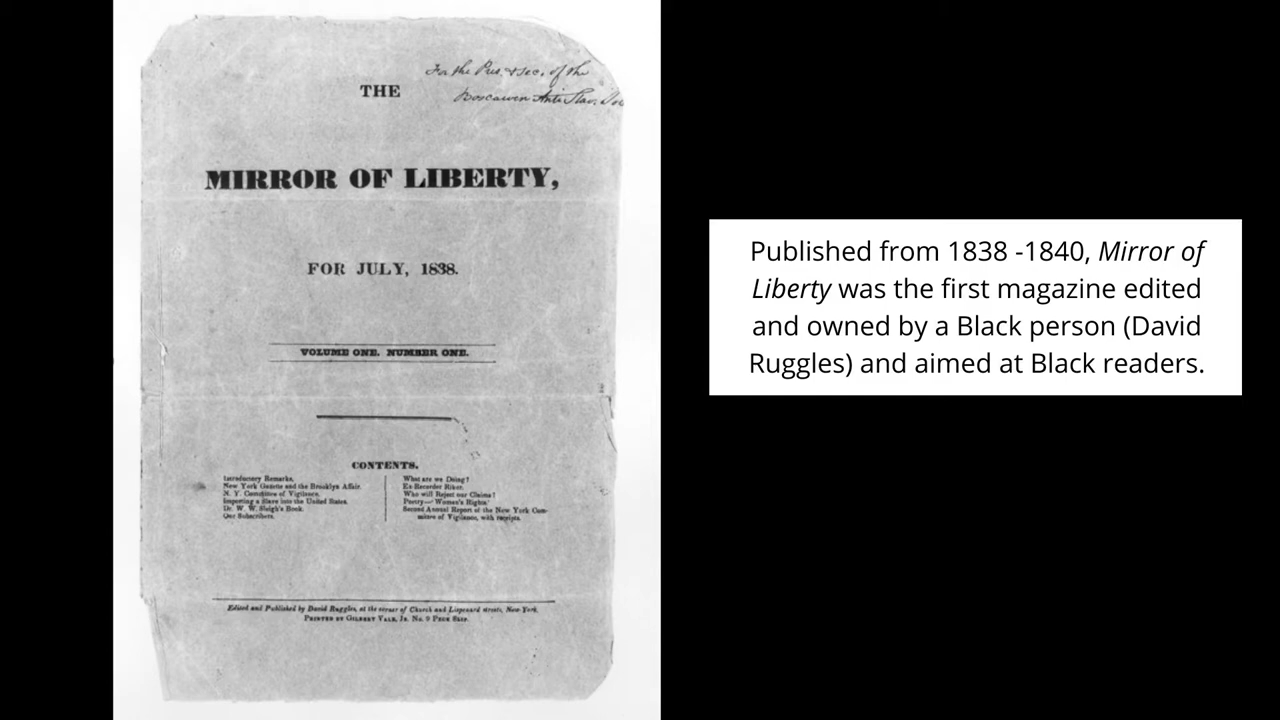 For the Pres. & Sec. of the
Boscawen Anti Slav. Soc
THE
MIRROR OF LIBERTY,
FOR JULY, 1838.
VOLUME ONE. NUMBER ONE.
CONTENTS.
Introductory Remarks,
New York Gazette and the Brooklyn Affair.
N. Y. Committee of Vigilance.
Importing a Slave into the United States.
Dr. W. W. Sleigh's Book.
Our Subscribers.
What are we Doing?
Ex-Recorder Riker.
Who will Reject our Claims?
Poetry—'Woman's Rights'
Second Annual Report of the New York Com-
mittee of Vigilance, with receipts.
Edited and Published by David Ruggles, at the corner of Church and Lispenard streets, New-York.
PRINTED BY GILBERT VALE, JR. No. 9 PECK SLIP.
Published from 1838 -1840, Mirror of
Liberty was the first magazine edited
and owned by a Black person (David
Ruggles) and aimed at Black readers.